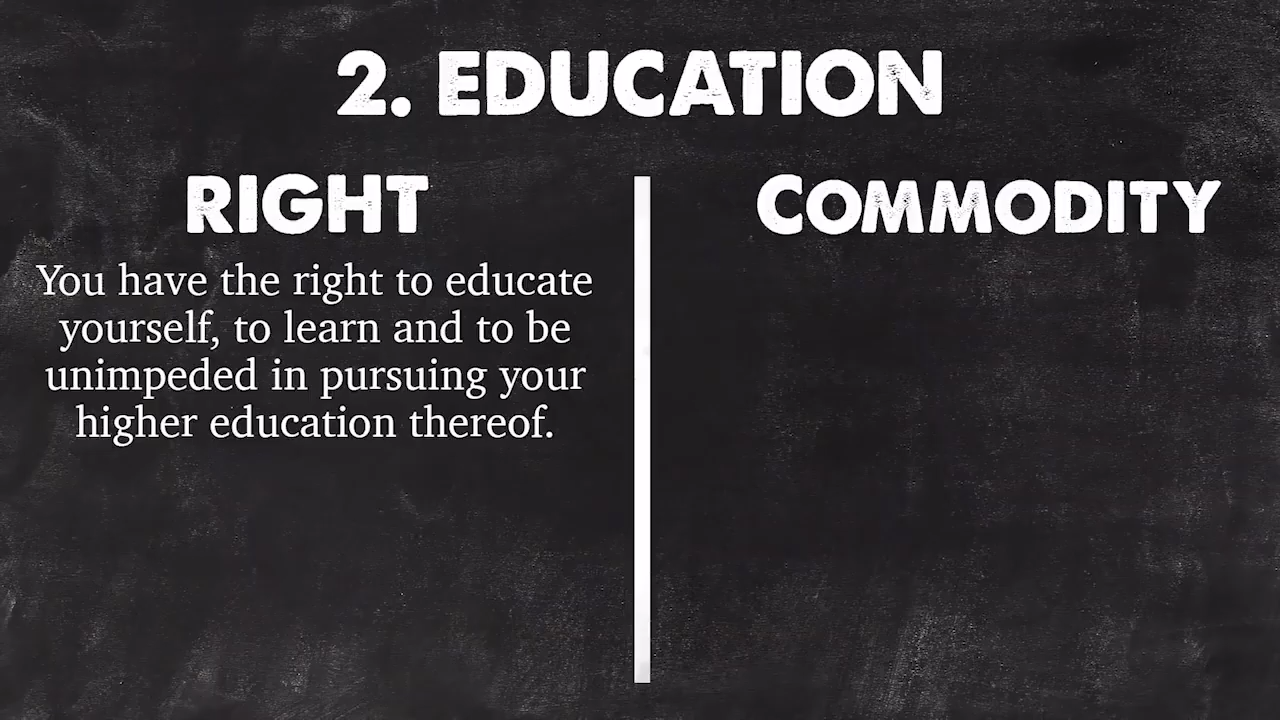 2. EDUCATION
RIGHT
You have the right to educate
yourself, to learn and to be
unimpeded in pursuing your
higher education thereof.
COMMODITY